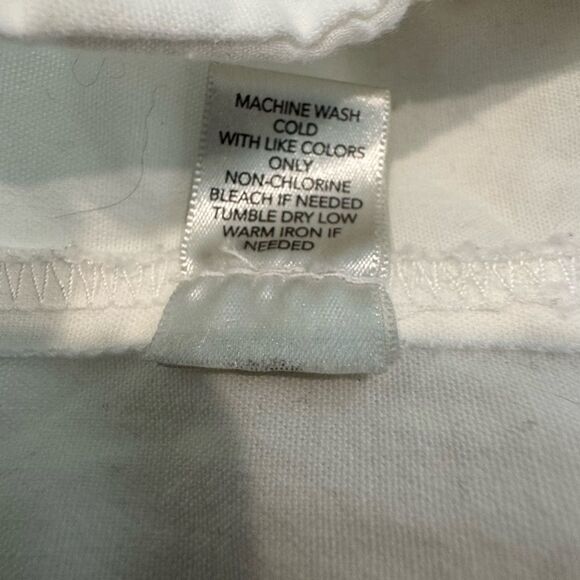 MACHINE WASH
COLD
WITH LIKE COLORS
ONLY
NON-CHLORINE
BLEACH IF NEEDED
TUMBLE DRY LOW
WARM IRON IF
NEEDED